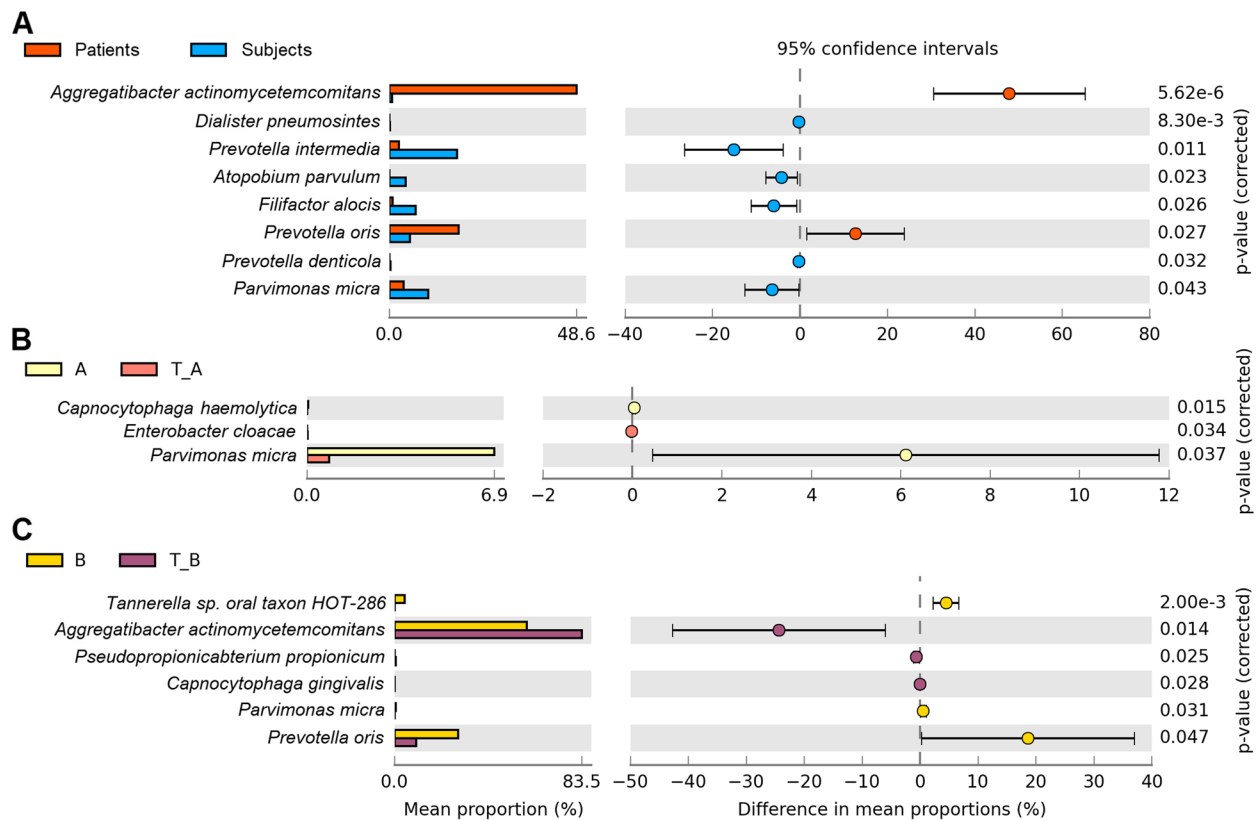 A
Patients Subjects 95% confidence intervals
Aggregatibacter actinomycetemcomitans 5.62e-6
Dialister pneumosintes 8.30e-3
Prevotella intermedia 0.011
Atopobium parvulum 0.023
Filifactor alocis 0.026
Prevotella oris 0.027
Prevotella denticola 0.032
Parvimonas micra 0.043
p-value (corrected)
0.0 48.6 −40 −20 0 20 40 60 80
B
A T_A
Capnocytophaga haemolytica 0.015
Enterobacter cloacae 0.034
Parvimonas micra 0.037
p-value (corrected)
0.0 6.9 −2 0 2 4 6 8 10 12
C
B T_B
Tannerella sp. oral taxon HOT-286 2.00e-3
Aggregatibacter actinomycetemcomitans 0.014
Pseudopropionicabterium propionicum 0.025
Capnocytophaga gingivalis 0.028
Parvimonas micra 0.031
Prevotella oris 0.047
p-value (corrected)
0.0 83.5 −50 −40 −30 −20 −10 0 10 20 30 40
Mean proportion (%) Difference in mean proportions (%)